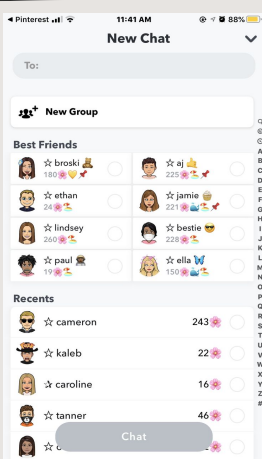 Pinterest 11:41 AM 88%
New Chat
To:
New Group
Best Friends
☆ broski 🧸 ☆ aj 👍
180🌸💛📌 225🌸🏖📌
☆ ethan ☆ jamie
24🌸🏖 221🌸📌
☆ lindsey ☆ bestie 😎
260🌸🏖 228🌸🏖
☆ paul ☆ ella 🦋
19🌸🏖 150🌸🏖
Recents
☆ cameron 243🌸
☆ kaleb 22🌸
☆ caroline 16🌸
☆ tanner 46🌸
Chat
A
B
C
D
E
F
G
H
I
J
K
L
M
N
O
P
Q
R
S
T
U
V
W
X
Y
Z
#